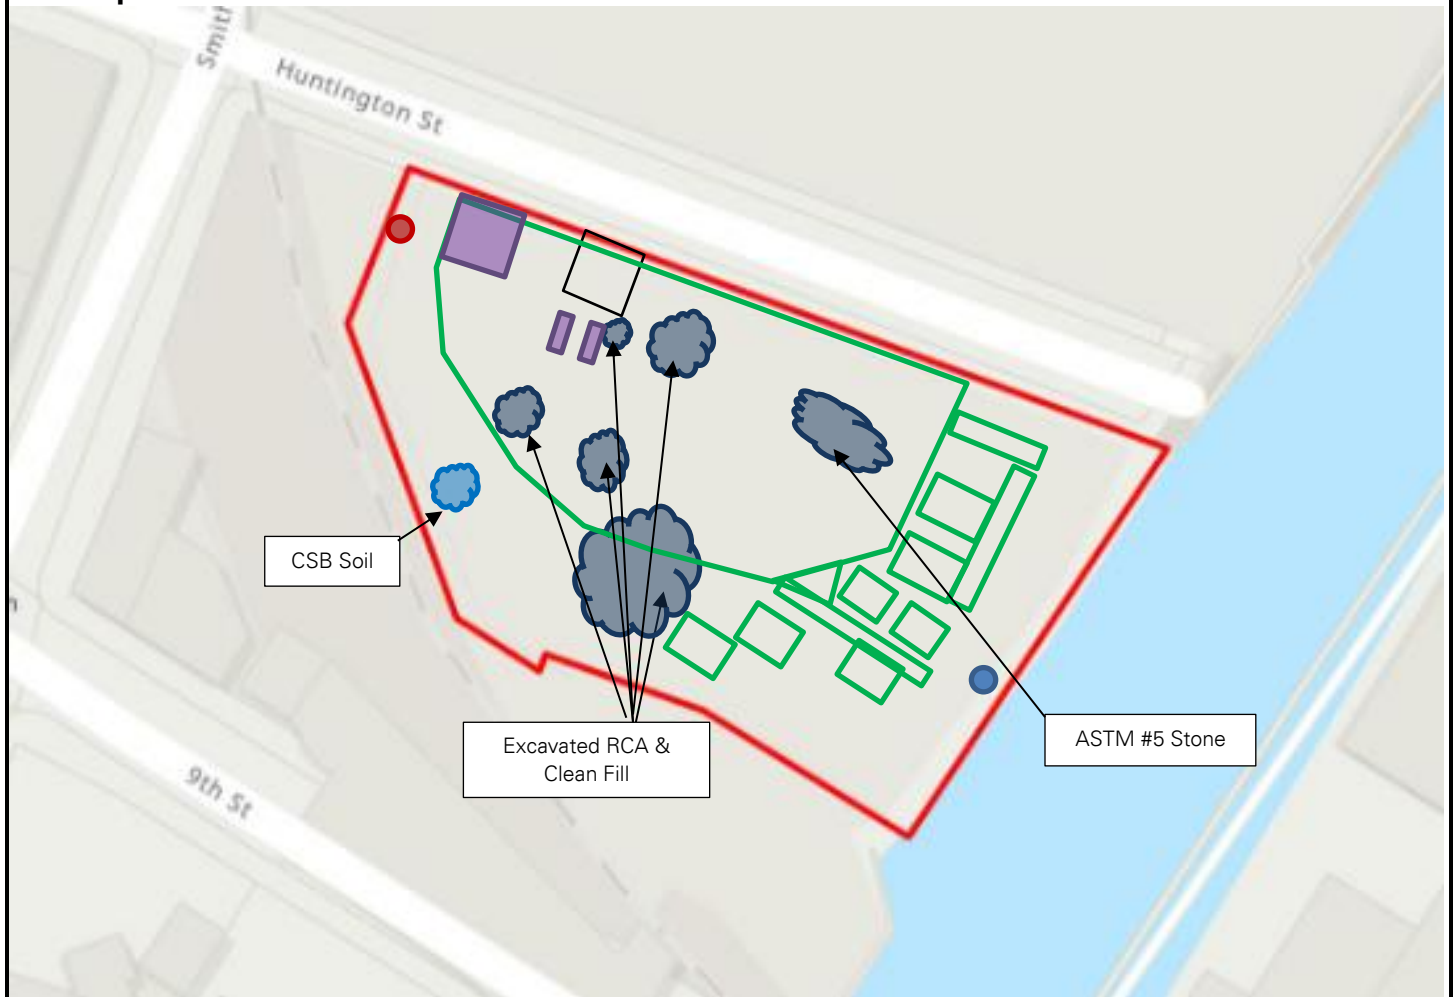 Smith
Huntington St
CSB Soil
Excavated RCA &
Clean Fill
ASTM #5 Stone
9th St